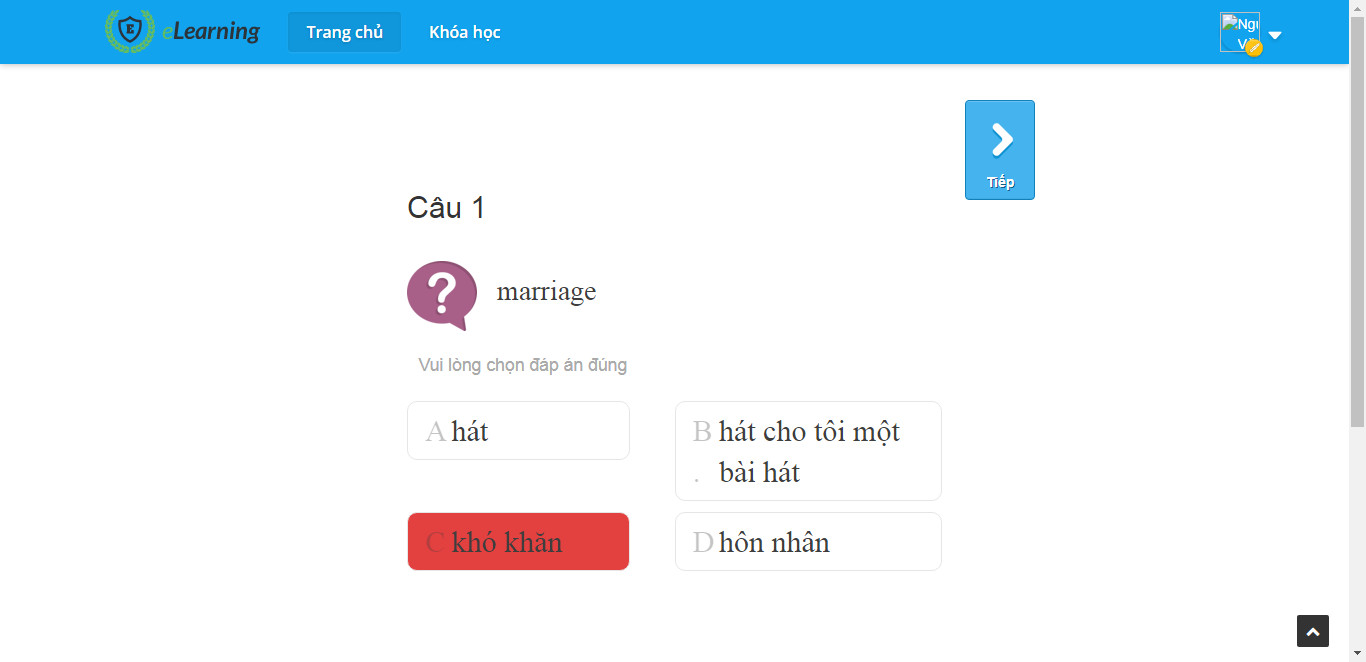 E eLearning Trang chủ Khóa học
Tiếp
Câu 1
?
marriage
Vui lòng chọn đáp án đúng
A hát
B hát cho tôi một
. bài hát
C khó khăn
D hôn nhân